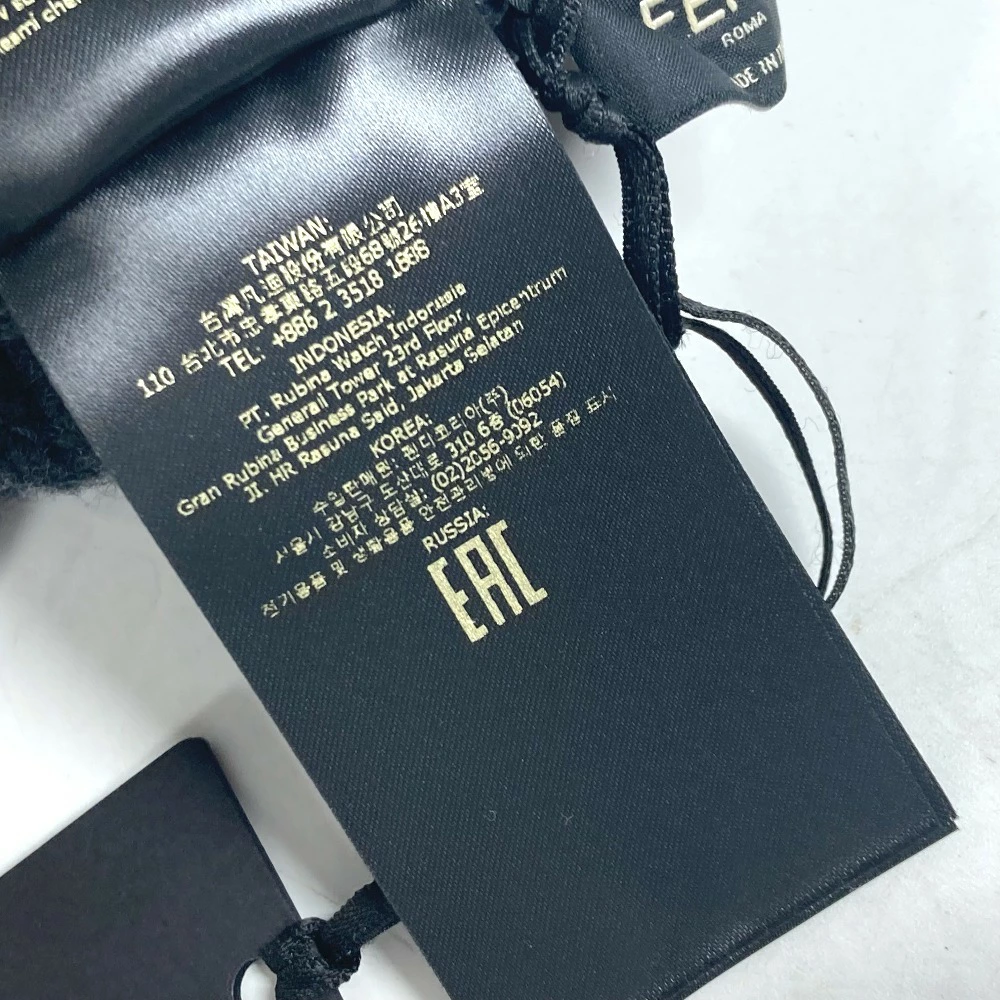 ROMA
TAIWAN:
台灣凡迪股份有限公司
110 台北市忠孝東路五段68號26樓A3室
TEL: +886 2 3518 1888
INDONESIA:
PT. Rubina Watch Indonesia
General Tower 23rd Floor,
Gran Rubina Business Park at Rasuna Epicentrum
JI. HR Rasuna Said, Jakarta Selatan
KOREA:
수입판매원: 펜디코리아(주)
서울시 강남구 도산대로 310 6층 (06054)
소비자 상담실: (02)2056-9092
전기용품 및 생활용품 안전관리법에 의한 품질 표시
RUSSIA:
EAC